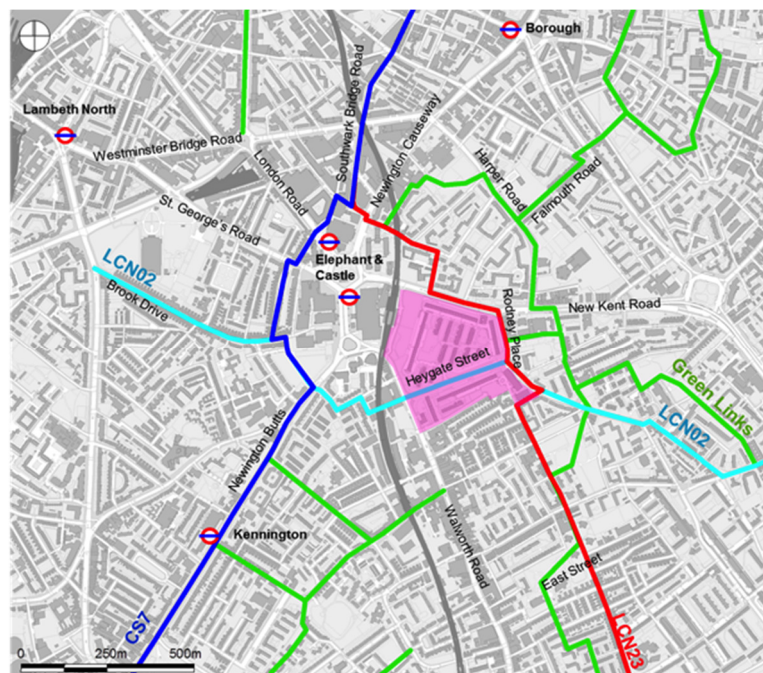 Borough
Lambeth North
Southwark Bridge Road
Newington Causeway
Westminster Bridge Road
London Road
Harper Road
Falmouth Road
St. George's Road
Elephant &
Castle
LCN02
Brook Drive
Rodney Place
New Kent Road
Heygate Street
Green Links
LCN02
Newington Butts
Kennington
Walworth Road
East Street
CS7
LCN23
0 250m 500m